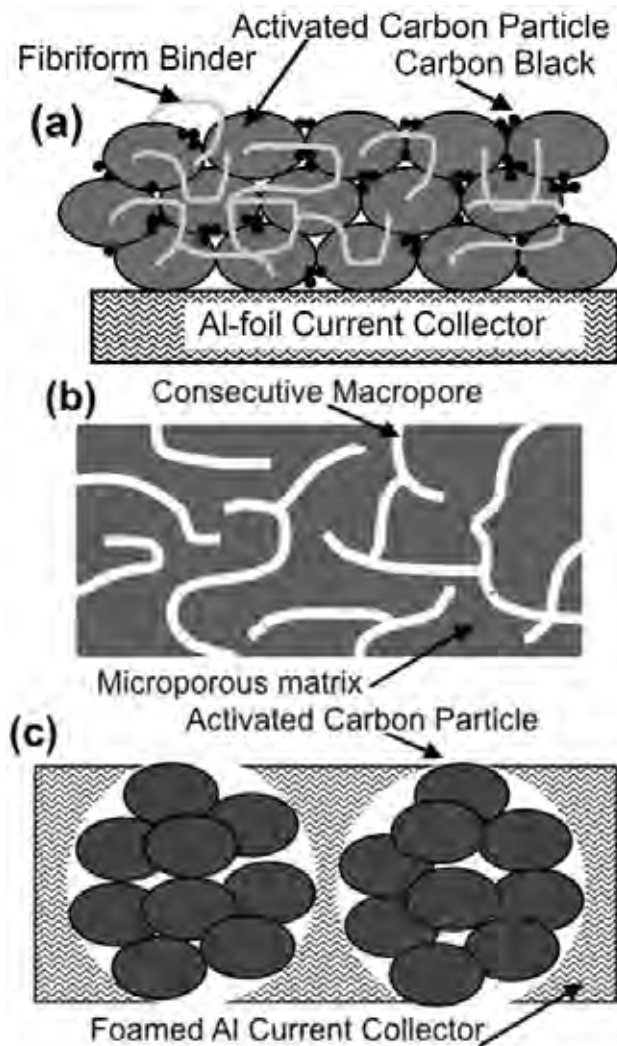 Activated Carbon Particle
Fibriform Binder
Carbon Black
(a)
Al-foil Current Collector
(b)
Consecutive Macropore
Microporous matrix
Activated Carbon Particle
(c)
Foamed Al Current Collector